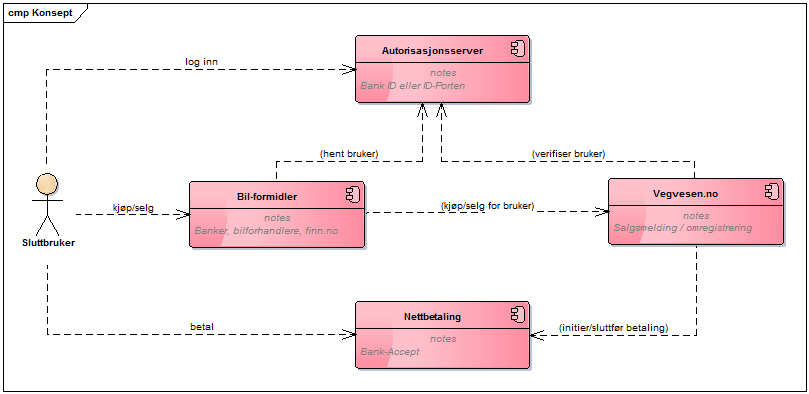 cmp Konsept
Autorisasjonsserver
notes
Bank ID eller ID-Porten
log inn
(hent bruker)
(verifiser bruker)
Bil-formidler
notes
Banker, bilforhandlere, finn.no
Vegvesen.no
notes
Salgsmelding / omregistrering
kjøp/selg
(kjøp/selg for bruker)
Sluttbruker
Nettbetaling
notes
Bank-Accept
betal
(initier/sluttfør betaling)